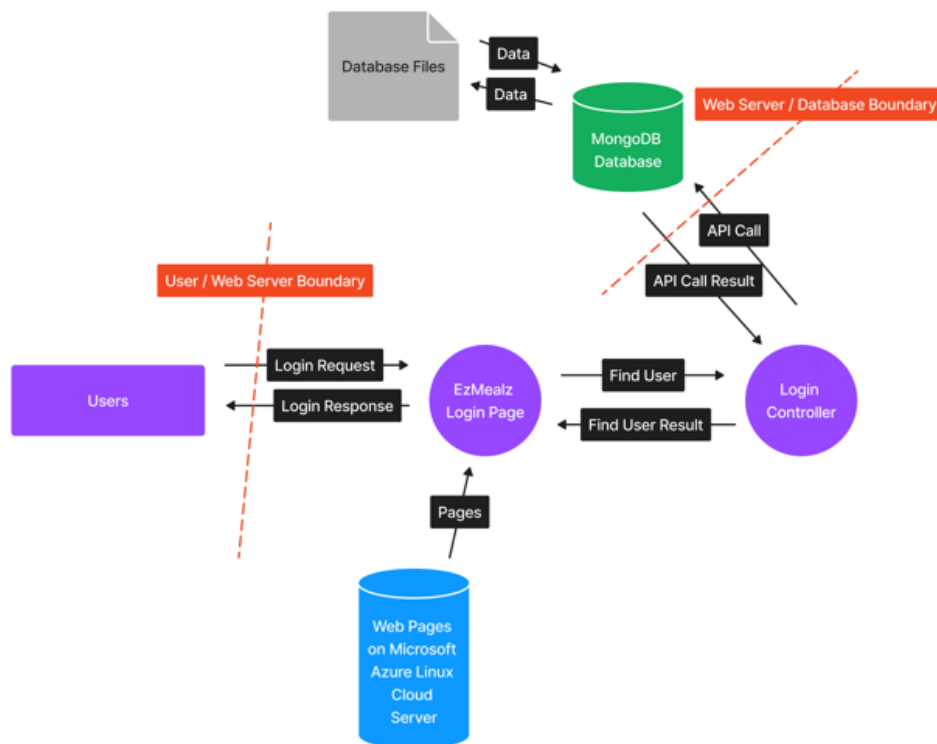 Database Files
Data
Data
MongoDB
Database
Web Server / Database Boundary
API Call
API Call Result
User / Web Server Boundary
Users
Login Request
Login Response
EzMealz
Login Page
Find User
Find User Result
Login
Controller
Pages
Web Pages
on Microsoft
Azure Linux
Cloud
Server